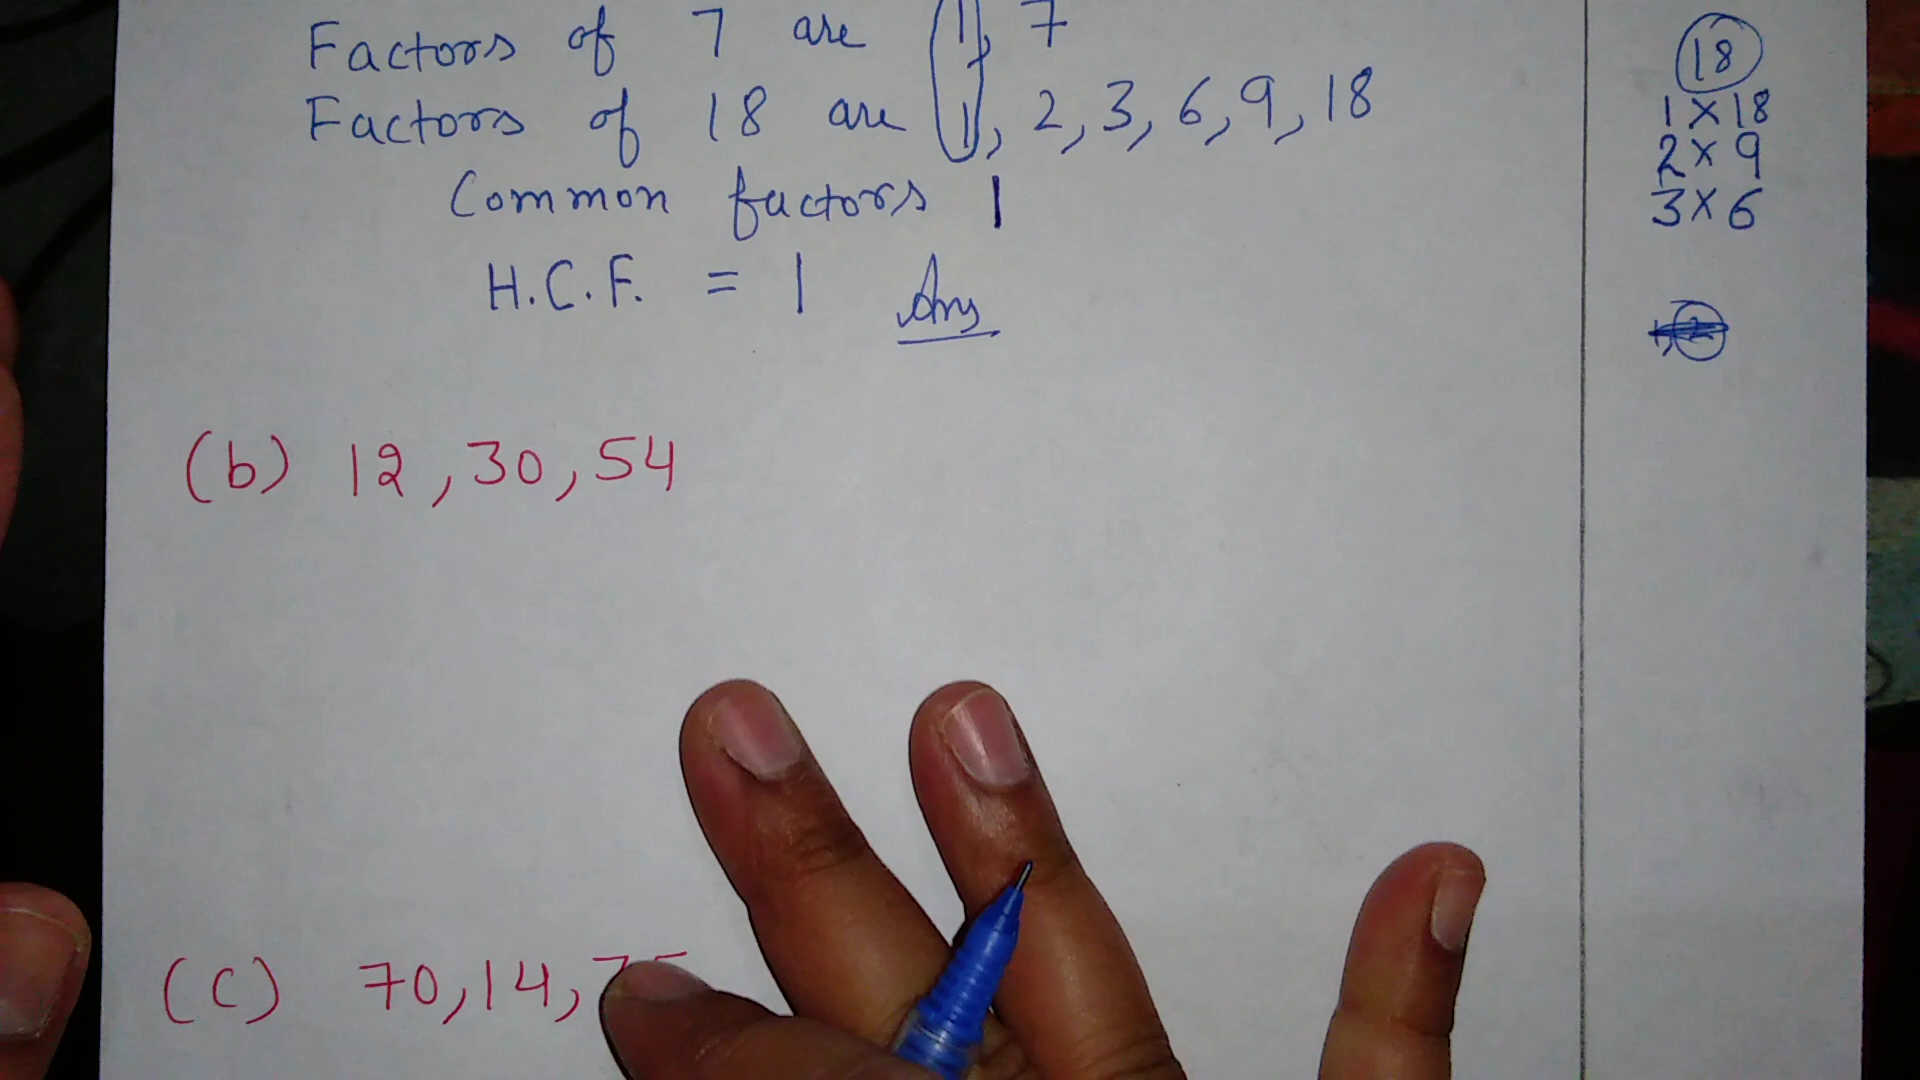 Factors of 7 are 1, 7
Factors of 18 are 1, 2, 3, 6, 9, 18
Common factors 1
H.C.F. = 1 Ans
(b) 12, 30, 54
(c) 70, 14,
18
1 × 18
2 × 9
3 × 6